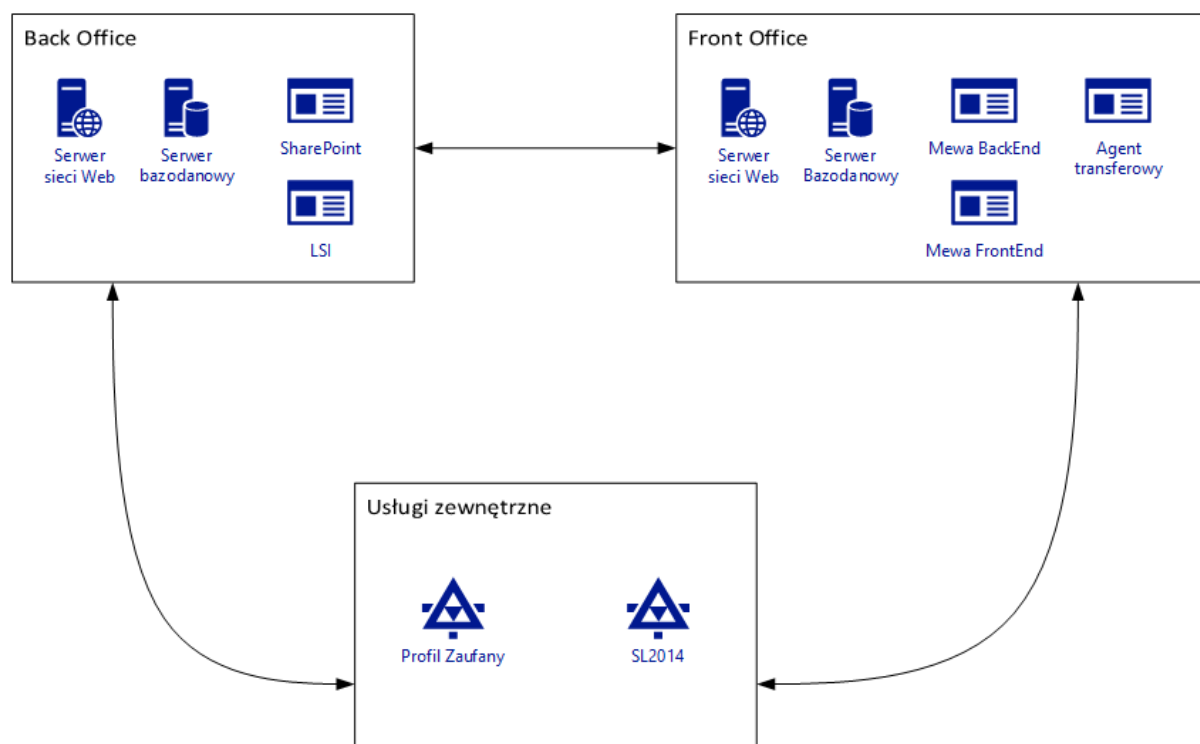 Back Office
Serwer
sieci Web
Serwer
bazodanowy
SharePoint
LSI
Front Office
Serwer
sieci Web
Serwer
Bazodanowy
Mewa BackEnd
Agent
transferowy
Mewa FrontEnd
Usługi zewnętrzne
Profil Zaufany
SL2014